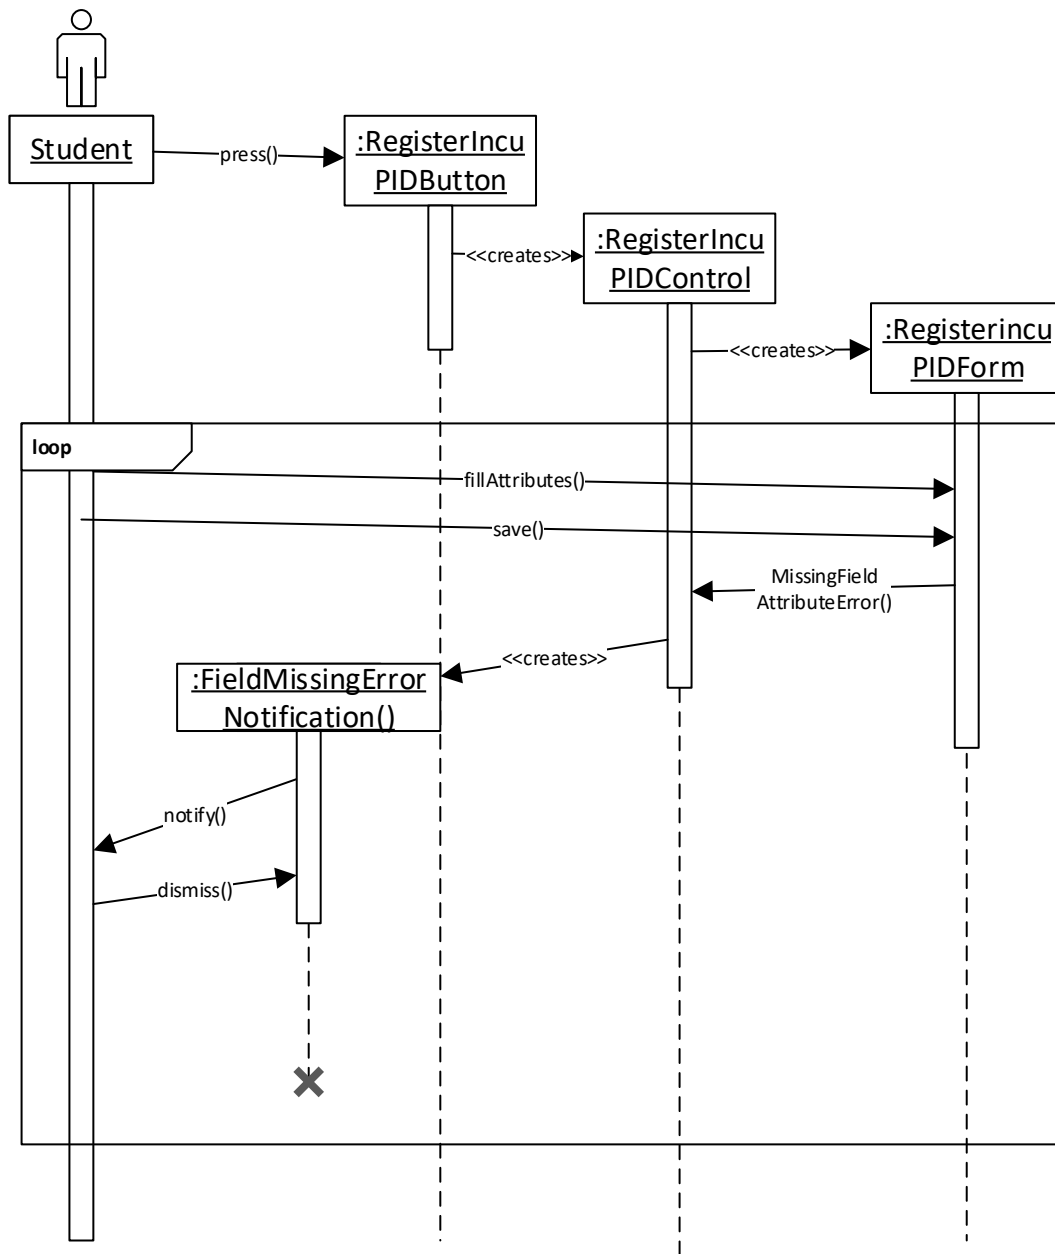 Student
press()
:RegisterIncu
PIDButton
<<creates>>
:RegisterIncu
PIDControl
<<creates>>
:Registerincu
PIDForm
loop
fillAttributes()
save()
MissingField
AttributeError()
<<creates>>
:FieldMissingError
Notification()
notify()
dismiss()